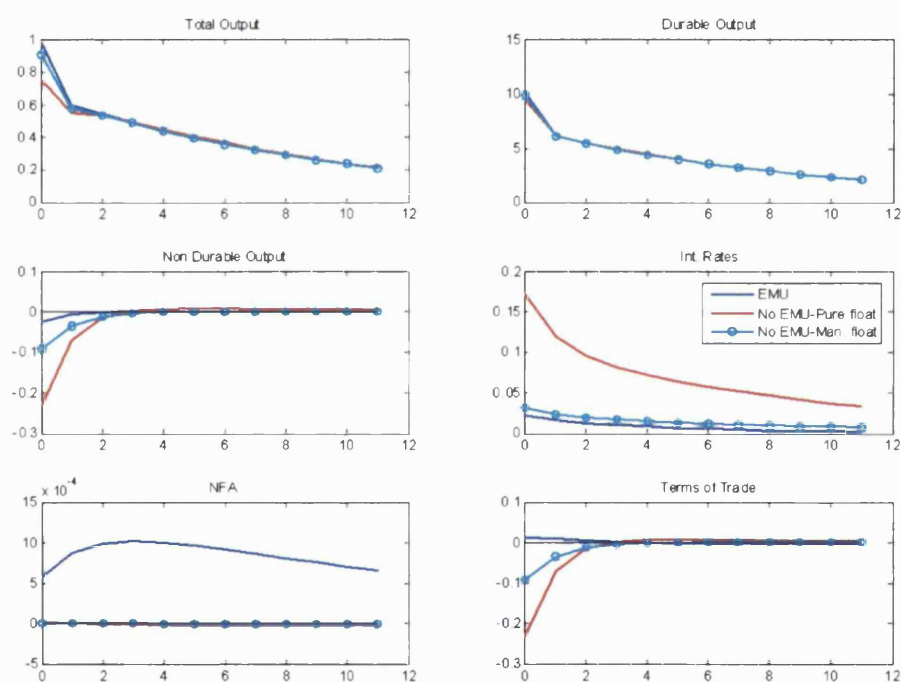 Total Output
1
0.8
0.6
0.4
0.2
0
0 2 4 6 8 10 12
Durable Output
15
10
5
0
0 2 4 6 8 10 12
Non Durable Output
0.1
0
-0.1
-0.2
-0.3
0 2 4 6 8 10 12
Int. Rates
0.2
0.15
0.1
0.05
0
0 2 4 6 8 10 12
EMU
No EMU-Pure float
No EMU-Man. float
NFA
x 10-4
15
10
5
0
-5
0 2 4 6 8 10 12
Terms of Trade
0.1
0
-0.1
-0.2
-0.3
0 2 4 6 8 10 12